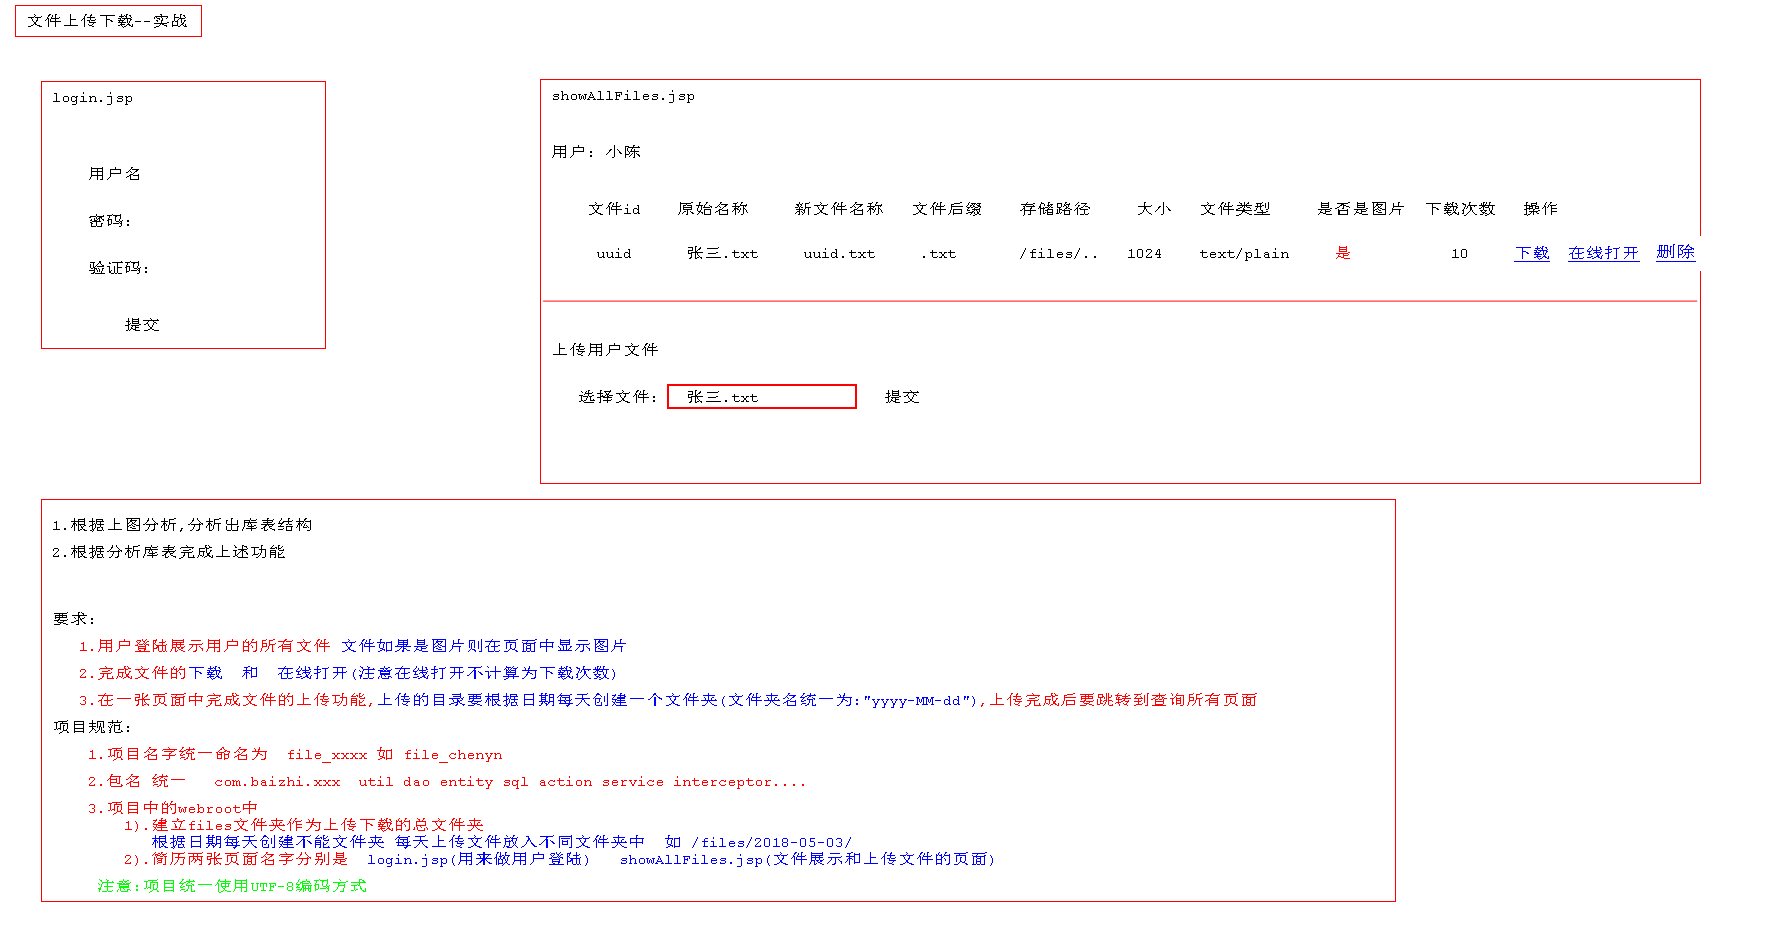 文件上传下载--实战
login.jsp
用户名
密码:
验证码:
提交
showAllFiles.jsp
用户: 小陈
文件id 原始名称 新文件名称 文件后缀 存储路径 大小 文件类型 是否是图片 下载次数 操作
uuid 张三.txt uuid.txt .txt /files/.. 1024 text/plain 是 10 下载 在线打开 删除
上传用户文件
选择文件: 张三.txt 提交
1.根据上图分析,分析出库表结构
2.根据分析库表完成上述功能
要求:
1.用户登陆展示用户的所有文件 文件如果是图片则在页面中显示图片
2.完成文件的下载 和 在线打开(注意在线打开不计算为下载次数)
3.在一张页面中完成文件的上传功能,上传的目录要根据日期每天创建一个文件夹(文件夹名统一为:"yyyy-MM-dd"),上传完成后要跳转到查询所有页面
项目规范:
1.项目名字统一命名为 file_xxxx 如 file_chenyn
2.包名 统一 com.baizhi.xxx util dao entity sql action service interceptor....
3.项目中的webroot中
1).建立files文件夹作为上传下载的总文件夹
根据日期每天创建不能文件夹 每天上传文件放入不同文件夹中 如 /files/2018-05-03/
2).简历两张页面名字分别是 login.jsp(用来做用户登陆) showAllFiles.jsp(文件展示和上传文件的页面)
注意:项目统一使用UTF-8编码方式